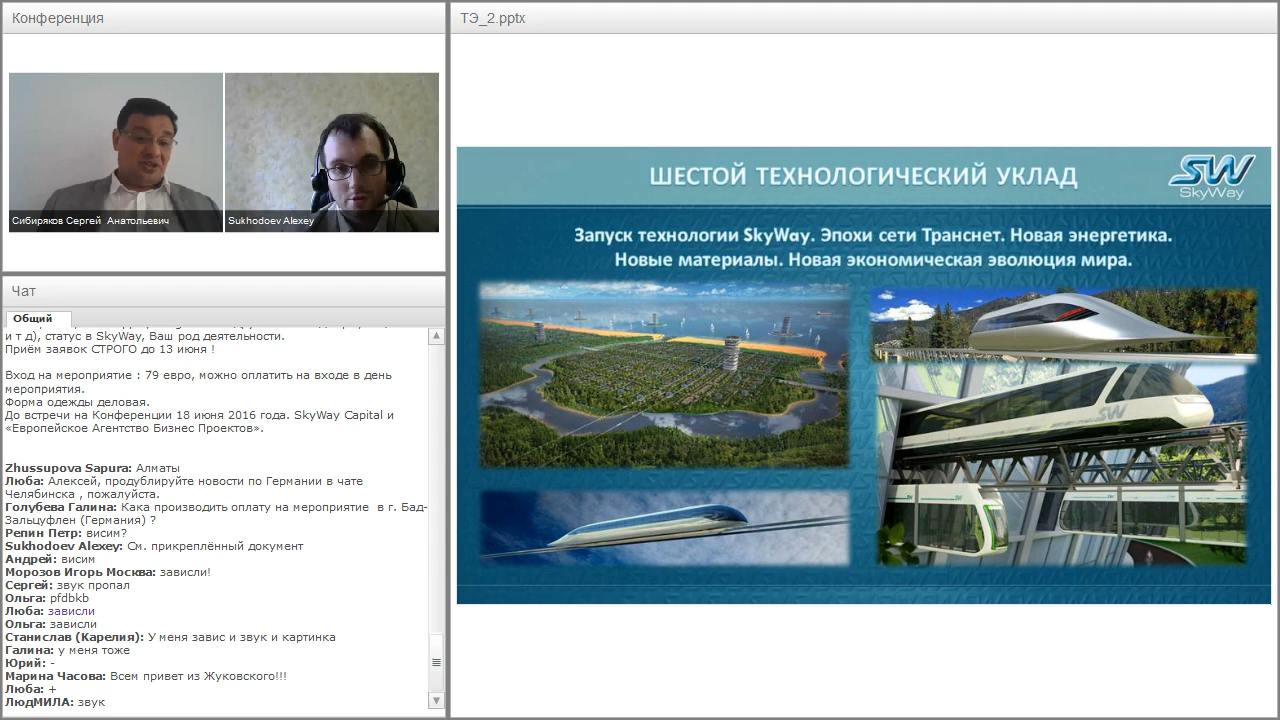 Конференция
Сибиряков Сергей Анатольевич
Sukhodoev Alexey
Чат
Общий
и т д), статус в SkyWay, Ваш род деятельности.
Приём заявок СТРОГО до 13 июня !
Вход на мероприятие : 79 евро, можно оплатить на входе в день
мероприятия.
Форма одежды деловая.
До встречи на Конференции 18 июня 2016 года. SkyWay Capital и
«Европейское Агентство Бизнес Проектов».
Zhussupova Sapura: Алматы
Люба: Алексей, продублируйте новости по Германии в чате
Челябинска , пожалуйста.
Голубева Галина: Кака производить оплату на мероприятие в г. Бад-
Зальцуфлен (Германия) ?
Репин Петр: висим?
Sukhodoev Alexey: См. прикреплённый документ
Андрей: висим
Морозов Игорь Москва: зависли!
Сергей: звук пропал
Ольга: pfdbkb
Люба: зависли
Ольга: зависли
Станислав (Карелия): У меня завис и звук и картинка
Галина: у меня тоже
Юрий: -
Марина Часова: Всем привет из Жуковского!!!
Люба: +
ЛюдМИЛА: звук
ТЭ_2.pptx
ШЕСТОЙ ТЕХНОЛОГИЧЕСКИЙ УКЛАД
SW
SkyWay
Запуск технологии SkyWay. Эпохи сети Транснет. Новая энергетика.
Новые материалы. Новая экономическая эволюция мира.
SW